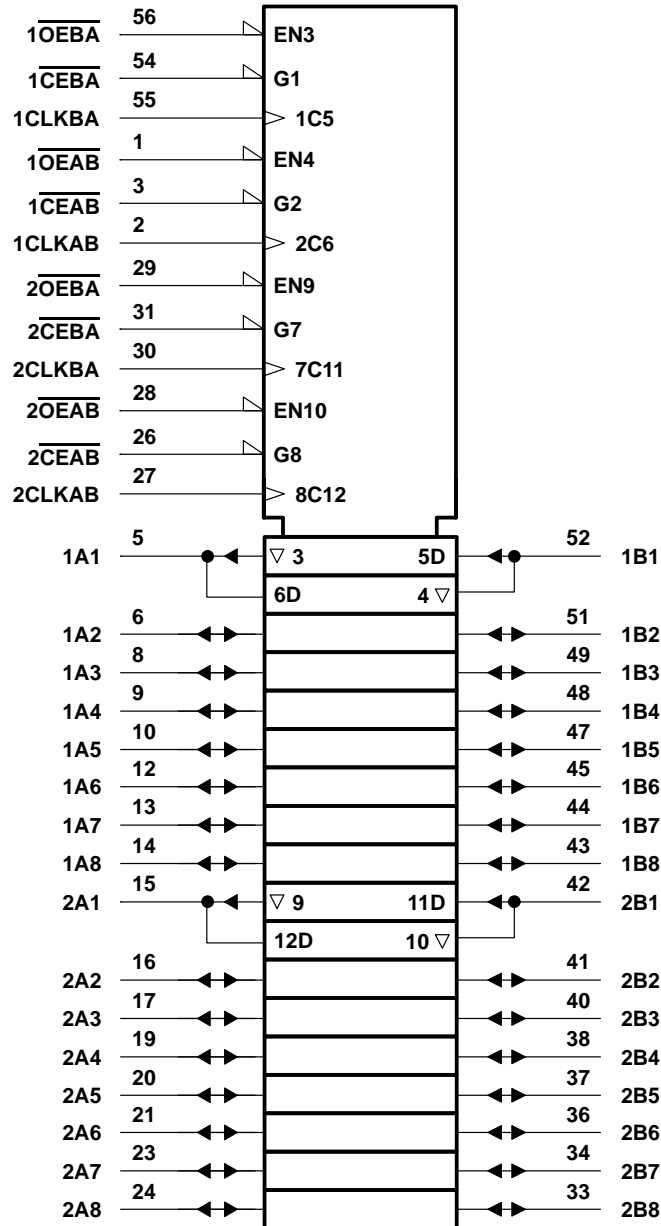 56
1OEBA EN3
54
1CEBA G1
55
1CLKBA 1C5
1
1OEAB EN4
3
1CEAB G2
2
1CLKAB 2C6
29
2OEBA EN9
31
2CEBA G7
30
2CLKBA 7C11
28
2OEAB EN10
26
2CEAB G8
27
2CLKAB 8C12
5 52
1A1 ▽ 3 5D 1B1
6D 4 ▽
6 51
1A2 1B2
8 49
1A3 1B3
9 48
1A4 1B4
10 47
1A5 1B5
12 45
1A6 1B6
13 44
1A7 1B7
14 43
1A8 1B8
15 42
2A1 ▽ 9 11D 2B1
12D 10 ▽
16 41
2A2 2B2
17 40
2A3 2B3
19 38
2A4 2B4
20 37
2A5 2B5
21 36
2A6 2B6
23 34
2A7 2B7
24 33
2A8 2B8